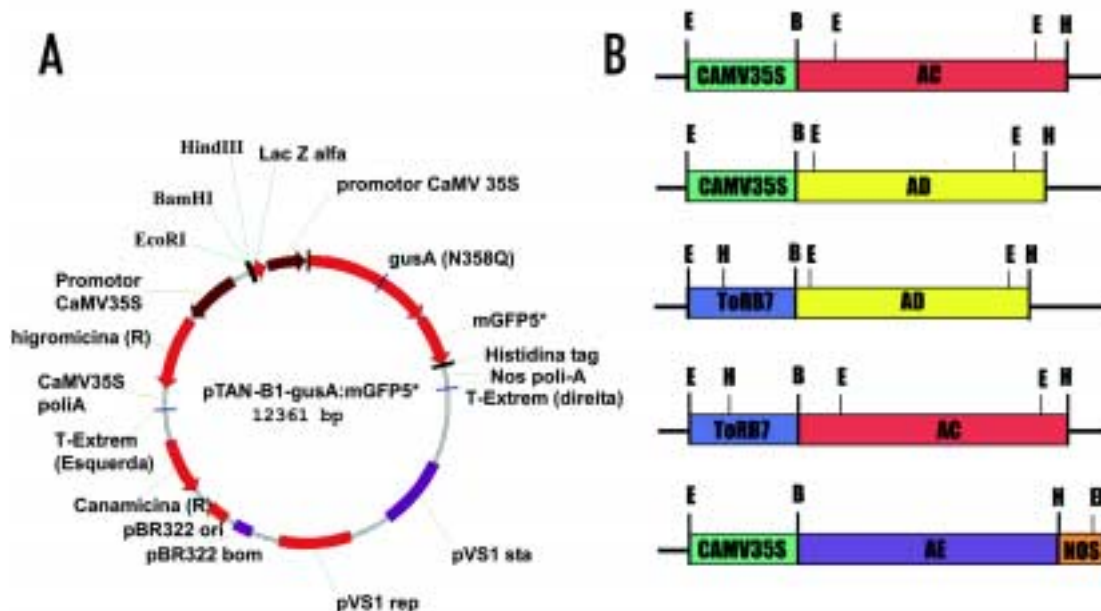 A
HindIII
Lac Z alfa
promotor CaMV 35S
BamHI
EcoRI
gusA (N358Q)
Promotor
CaMV35S
higromicina (R)
mGFP5*
Histidina tag
Nos poli-A
T-Extrem (direita)
CaMV35S
poliA
pTAN-B1-gusA:mGFP5*
12361 bp
T-Extrem
(Esquerda)
Canamicina (R)
pBR322 ori
pBR322 bom
pVS1 sta
pVS1 rep
B
E B E E H
CAMV35S AC
E B E E H
CAMV35S AD
E H B E E H
ToRB7 AD
E H B E E H
ToRB7 AC
E B H E
CAMV35S AE NOS